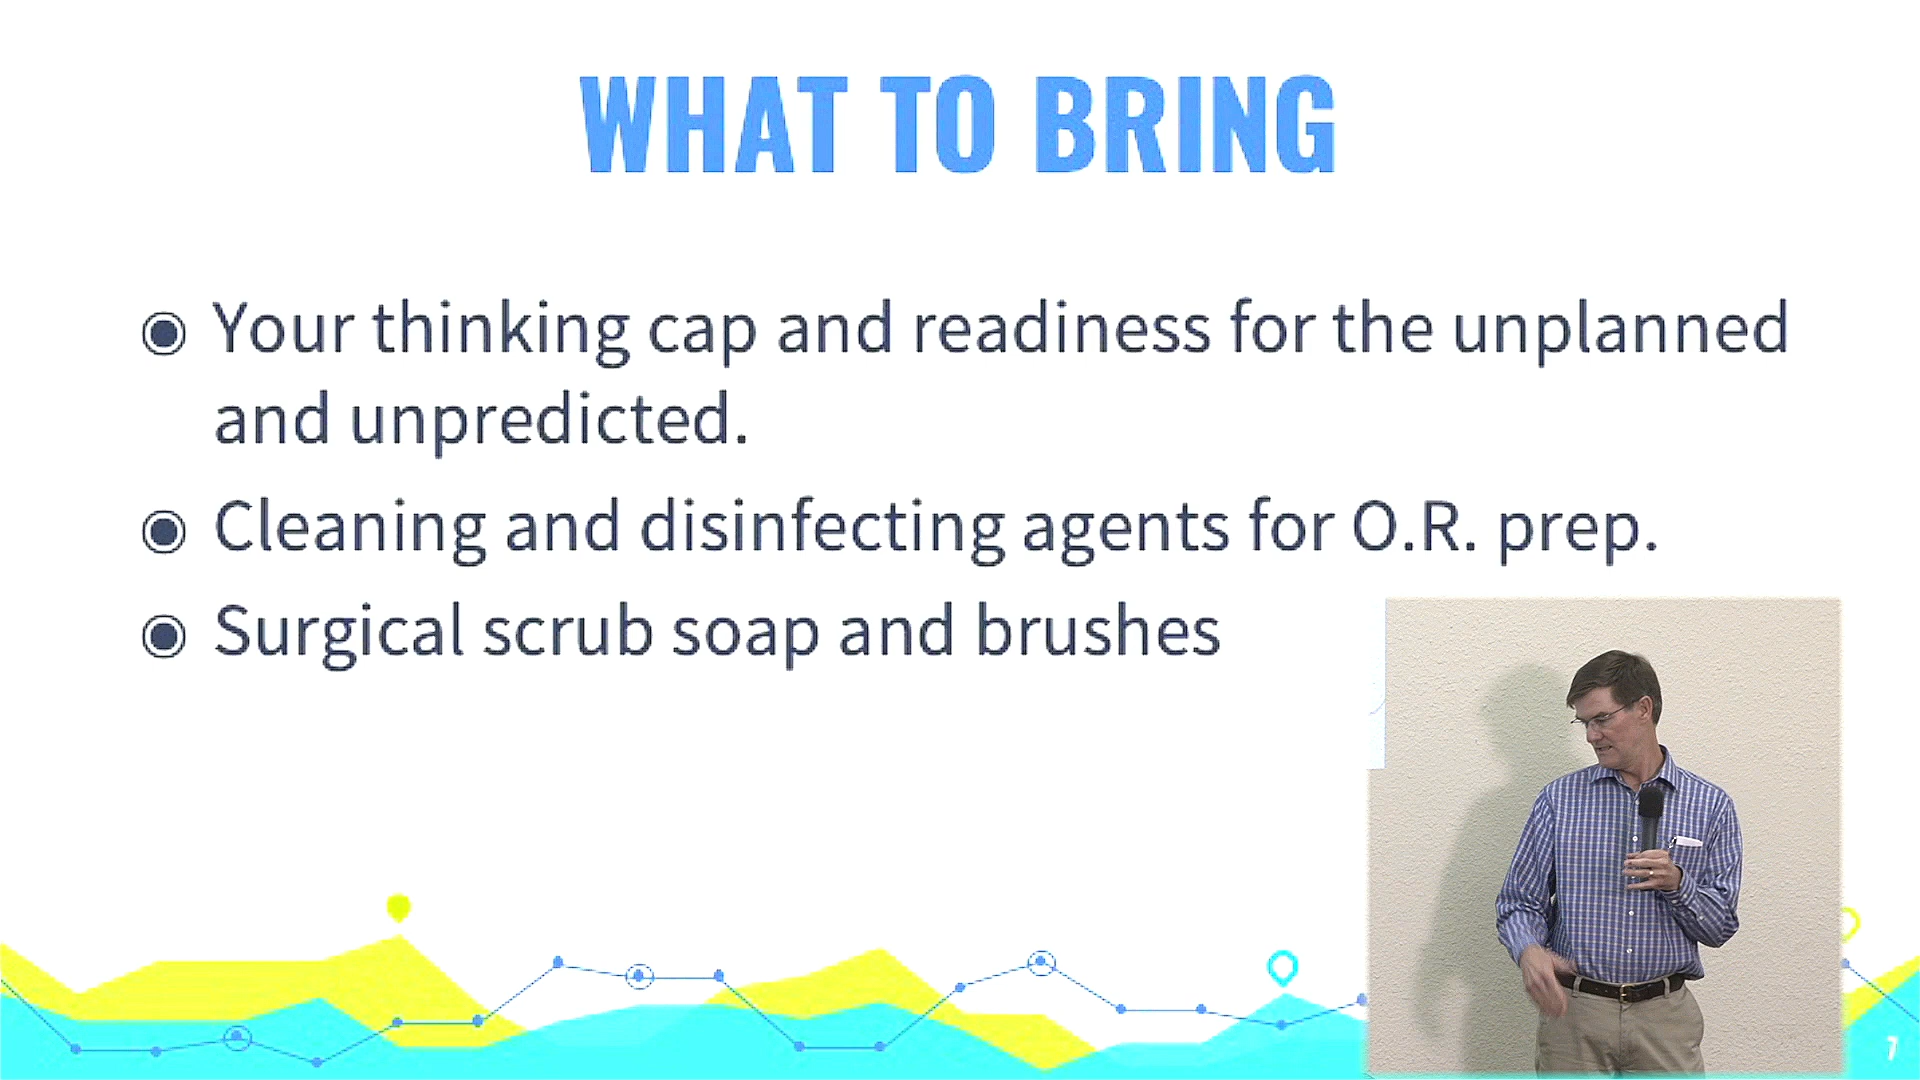 WHAT TO BRING
Your thinking cap and readiness for the unplanned
and unpredicted.
Cleaning and disinfecting agents for O.R. prep.
Surgical scrub soap and brushes
7